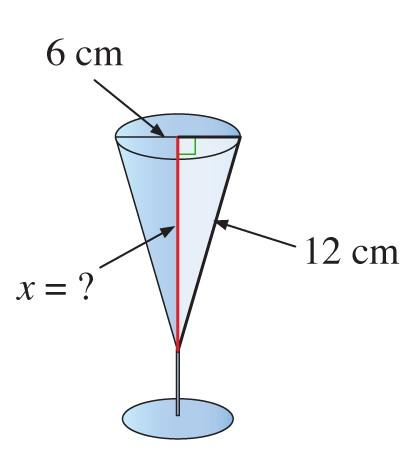 6 cm
12 cm
x = ?